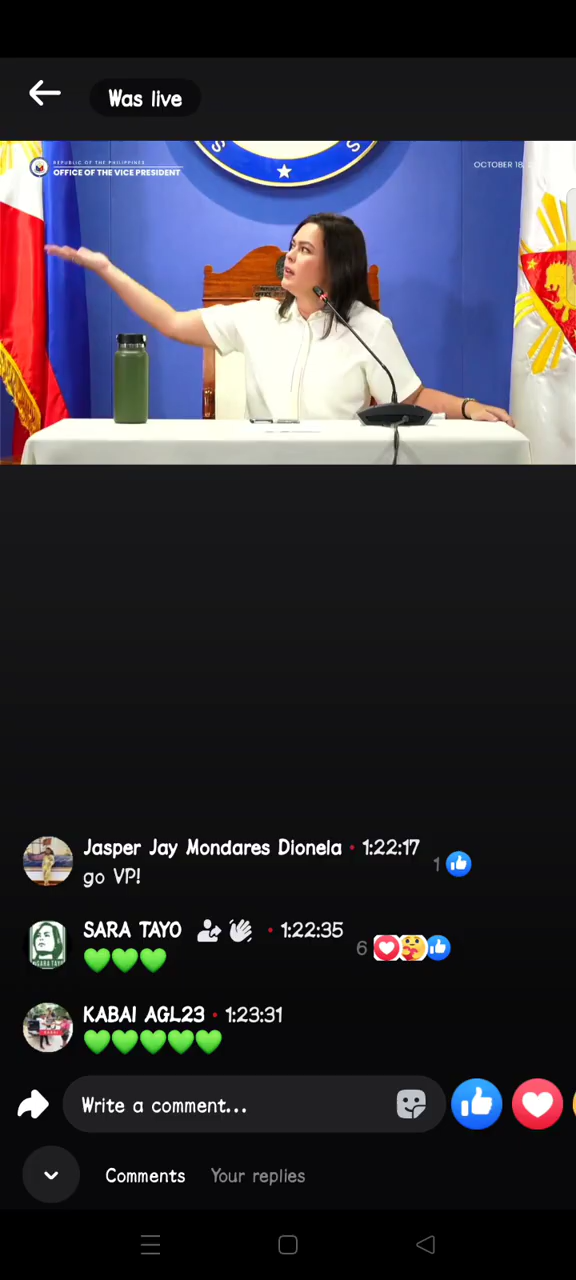 Was live
REPUBLIC OF THE PHILIPPINES
OFFICE OF THE VICE PRESIDENT
OCTOBER 18,
S
S
Jasper Jay Mondares Dionela • 1:22:17
go VP!
1
SARA TAYO • 1:22:35
💚💚💚
6
KABAI AGL23 • 1:23:31
💚💚💚💚💚
Write a comment...
Comments
Your replies